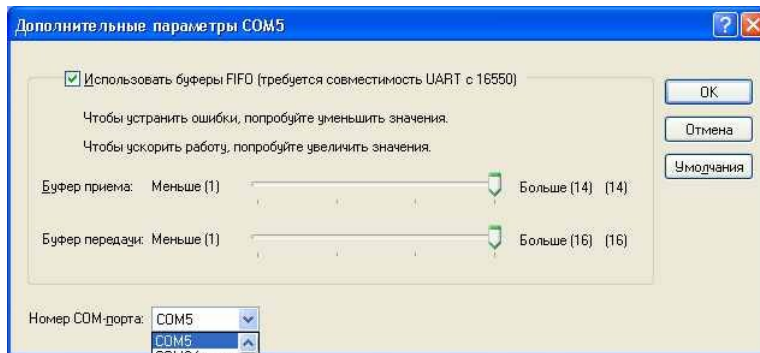 Дополнительные параметры COM5
Использовать буферы FIFO (требуется совместимость UART с 16550)
OK
Чтобы устранить ошибки, попробуйте уменьшить значения.
Отмена
Чтобы ускорить работу, попробуйте увеличить значения.
Умолчания
Буфер приема: Меньше (1) Больше (14) (14)
Буфер передачи: Меньше (1) Больше (16) (16)
Номер COM-порта: COM5
COM5